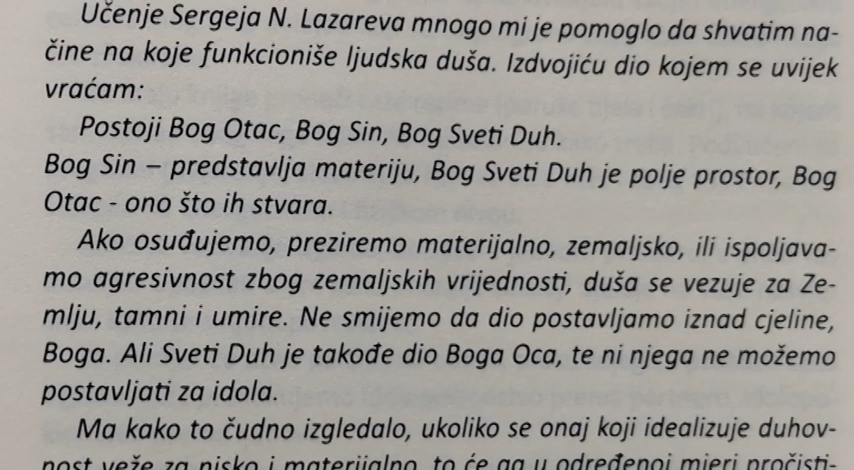 Učenje Sergeja N. Lazareva mnogo mi je pomoglo da shvatim na-
čine na koje funkcioniše ljudska duša. Izdvojiću dio kojem se uvijek
vraćam:
Postoji Bog Otac, Bog Sin, Bog Sveti Duh.
Bog Sin – predstavlja materiju, Bog Sveti Duh je polje prostor, Bog
Otac - ono što ih stvara.
Ako osuđujemo, preziremo materijalno, zemaljsko, ili ispoljava-
mo agresivnost zbog zemaljskih vrijednosti, duša se vezuje za Ze-
mlju, tamni i umire. Ne smijemo da dio postavljamo iznad cjeline,
Boga. Ali Sveti Duh je takođe dio Boga Oca, te ni njega ne možemo
postavljati za idola.
Ma kako to čudno izgledalo, ukoliko se onaj koji idealizuje duhov-
nost veže za nisko i materijalno, to će ga u određenoj mjeri pročisti-